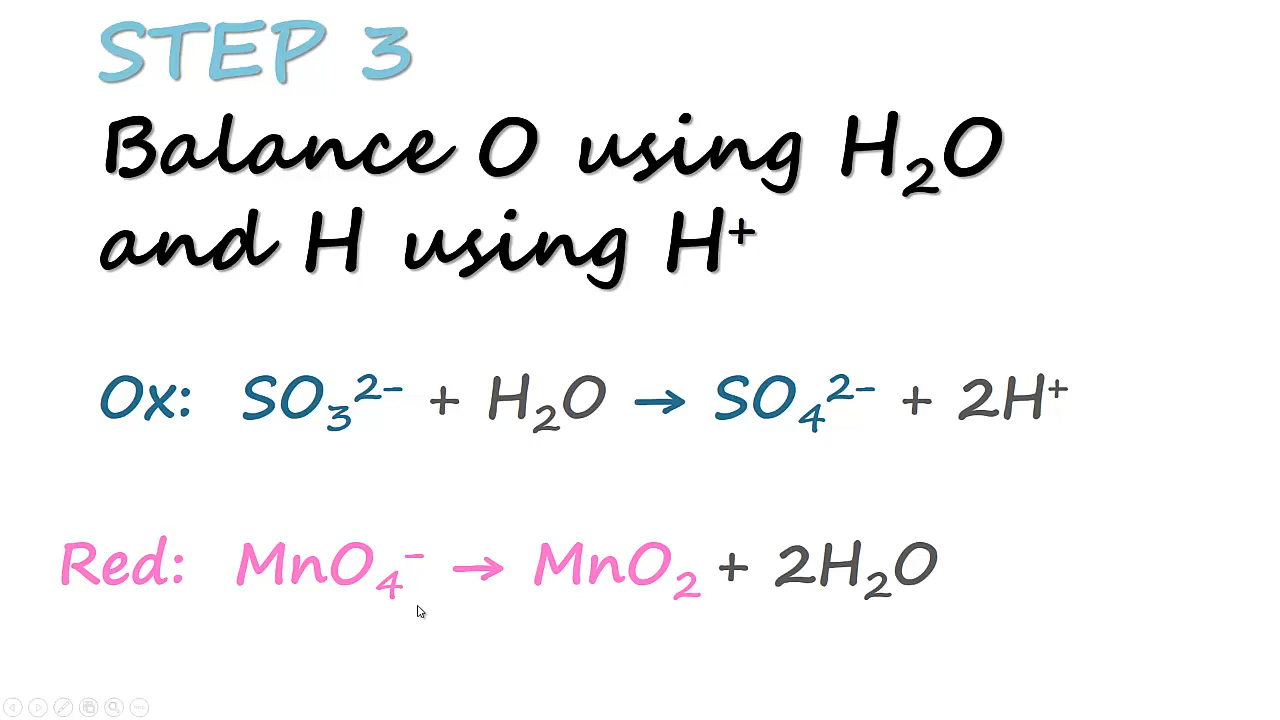 STEP 3
Balance O using H₂O
and H using H⁺
Ox: SO₃²⁻ + H₂O → SO₄²⁻ + 2H⁺
Red: MnO₄⁻ → MnO₂ + 2H₂O